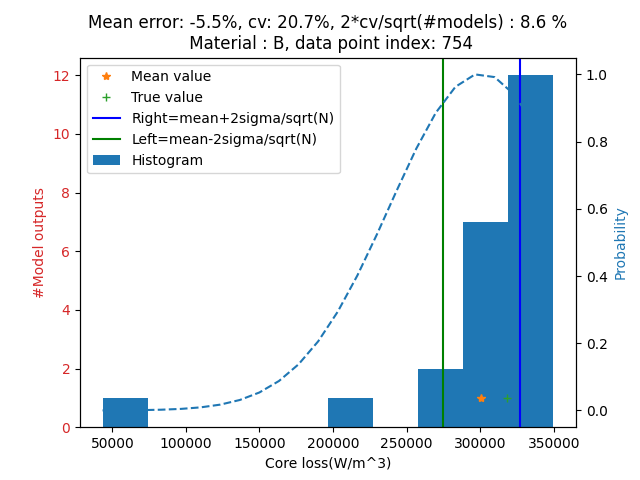 Mean error: -5.5%, cv: 20.7%, 2*cv/sqrt(#models) : 8.6 %
Material : B, data point index: 754
Mean value
True value
Right=mean+2sigma/sqrt(N)
Left=mean-2sigma/sqrt(N)
Histogram
#Model outputs
12
10
8
6
4
2
0
1.0
0.8
0.6
0.4
0.2
0.0
Probability
50000 100000 150000 200000 250000 300000 350000
Core loss(W/m^3)